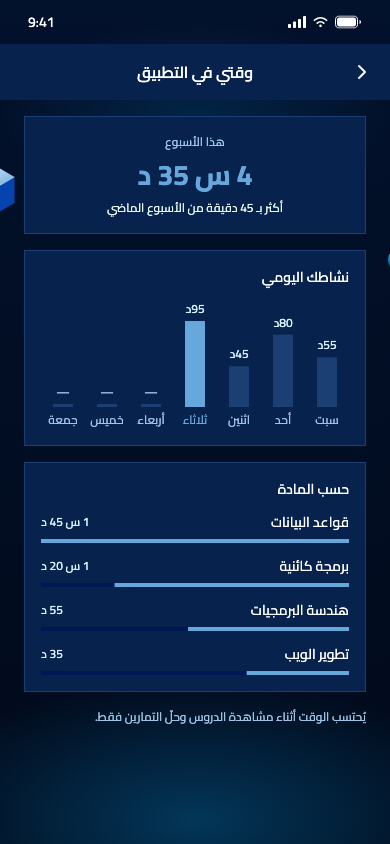 9:41
وقتي في التطبيق
هذا الأسبوع
4 س 35 د
أكثر بـ 45 دقيقة من الأسبوع الماضي
نشاطك اليومي
55د
80د
45د
95د
—
—
—
سبت
أحد
اثنين
ثلاثاء
أربعاء
خميس
جمعة
حسب المادة
قواعد البيانات
1 س 45 د
برمجة كائنية
1 س 20 د
هندسة البرمجيات
55 د
تطوير الويب
35 د
يُحتسب الوقت أثناء مشاهدة الدروس وحلّ التمارين فقط.